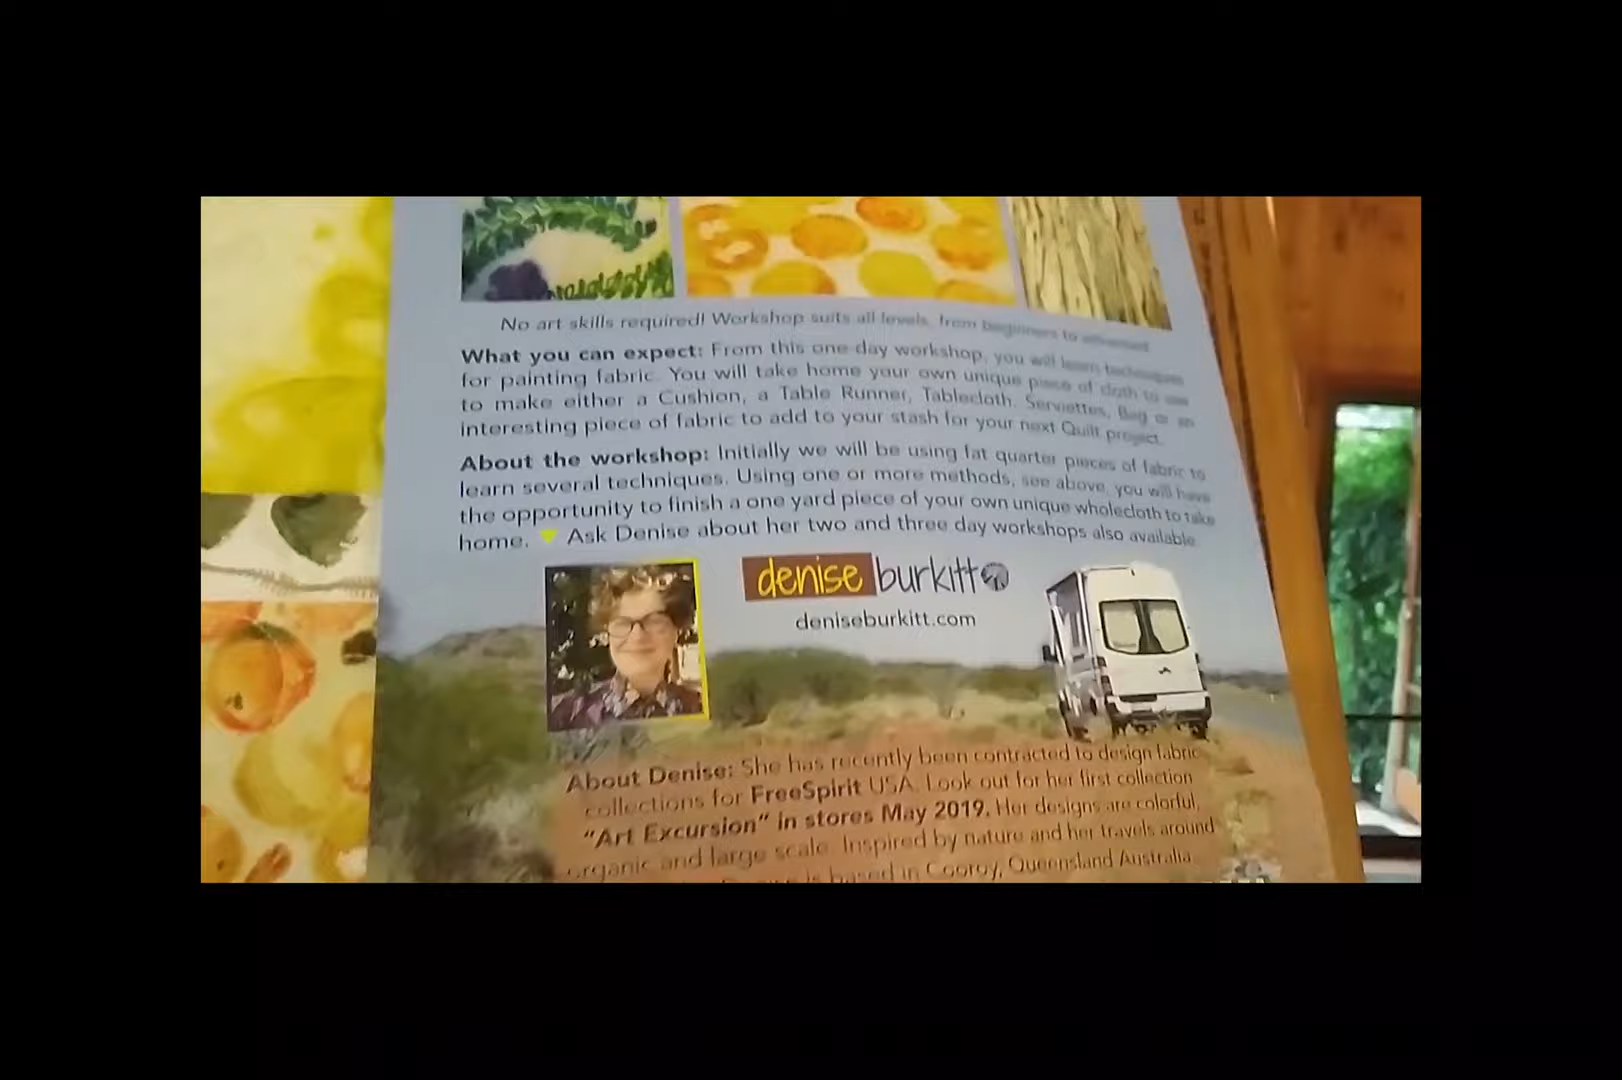 No art skills required! Workshop suits all levels, from beginners to advanced
What you can expect: From this one-day workshop, you will learn techniques
for painting fabric. You will take home your own unique piece of cloth to use
to make either a Cushion, a Table Runner, Tablecloth, Serviettes, Bag or an
interesting piece of fabric to add to your stash for your next Quilt project.
About the workshop: Initially we will be using fat quarter pieces of fabric to
learn several techniques. Using one or more methods, see above, you will have
the opportunity to finish a one yard piece of your own unique wholecloth to take
home. Ask Denise about her two and three day workshops also available.
denise burkitt
deniseburkitt.com
About Denise: She has recently been contracted to design fabric
collections for FreeSpirit USA. Look out for her first collection
“Art Excursion” in stores May 2019. Her designs are colorful,
organic and large scale. Inspired by nature and her travels around
is based in Cooroy, Queensland Australia